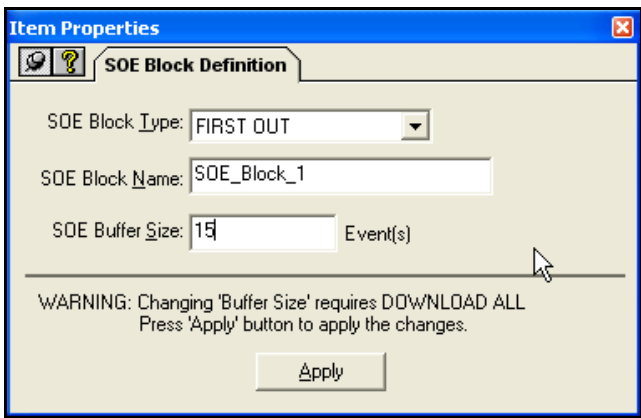 Item Properties
SOE Block Definition
SOE Block Type: FIRST OUT
SOE Block Name: SOE_Block_1
SOE Buffer Size: 15 Event(s)
WARNING: Changing 'Buffer Size' requires DOWNLOAD ALL
Press 'Apply' button to apply the changes.
Apply